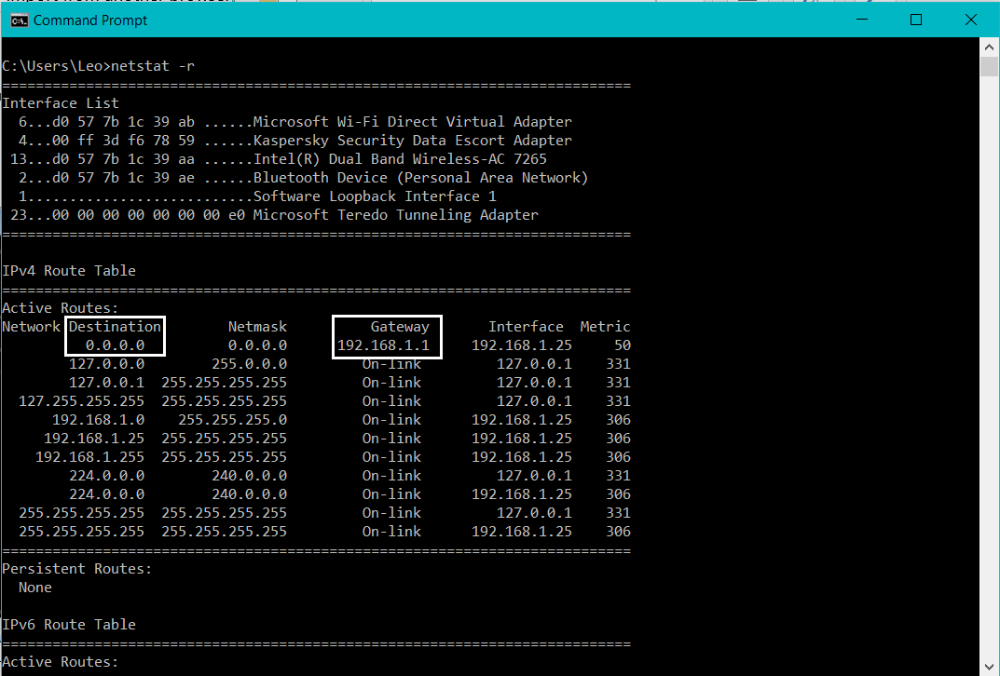 Command Prompt
C:\Users\Leo>netstat -r
===========================================================================
Interface List
  6...d0 57 7b 1c 39 ab ......Microsoft Wi-Fi Direct Virtual Adapter
  4...00 ff 3d f6 78 59 ......Kaspersky Security Data Escort Adapter
 13...d0 57 7b 1c 39 aa ......Intel(R) Dual Band Wireless-AC 7265
  2...d0 57 7b 1c 39 ae ......Bluetooth Device (Personal Area Network)
  1...........................Software Loopback Interface 1
 23...00 00 00 00 00 00 00 e0 Microsoft Teredo Tunneling Adapter
===========================================================================
IPv4 Route Table
===========================================================================
Active Routes:
Network Destination        Netmask          Gateway       Interface  Metric
          0.0.0.0          0.0.0.0      192.168.1.1     192.168.1.25     50
        127.0.0.0        255.0.0.0         On-link         127.0.0.1    331
        127.0.0.1  255.255.255.255         On-link         127.0.0.1    331
  127.255.255.255  255.255.255.255         On-link         127.0.0.1    331
      192.168.1.0    255.255.255.0         On-link      192.168.1.25    306
     192.168.1.25  255.255.255.255         On-link      192.168.1.25    306
    192.168.1.255  255.255.255.255         On-link      192.168.1.25    306
        224.0.0.0        240.0.0.0         On-link         127.0.0.1    331
        224.0.0.0        240.0.0.0         On-link      192.168.1.25    306
  255.255.255.255  255.255.255.255         On-link         127.0.0.1    331
  255.255.255.255  255.255.255.255         On-link      192.168.1.25    306
===========================================================================
Persistent Routes:
  None
IPv6 Route Table
===========================================================================
Active Routes: